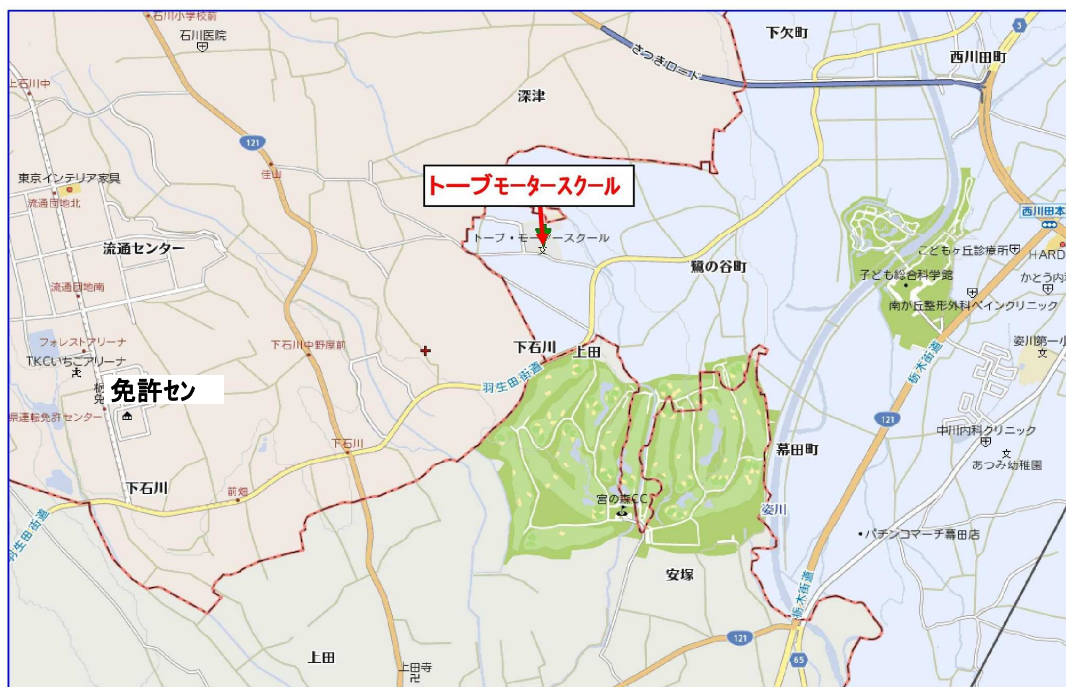 石川小学校前
石川医院
下欠町
3
西川田町
上石川中
さつきロード
深津
121
佳山
東京インテリア家具
流通団地北
トーブモータースクール
トーブ・モータースクール
西川田本
流通センター
鷺の谷町
こどもヶ丘診療所
HARD
子ども総合科学館
かとう内科
流通団地南
南が丘整形外科ペインクリニック
フォレストアリーナ
下石川中野屋前
下石川
上田
姿川第一小
TKCいちごアリーナ
羽生田街道
栃木街道
免許セン
栃
免
県運転免許センター
121
中川内科クリニック
下石川
幕田町
あつみ幼稚園
下石川
前畑
宮の森CC
姿川
羽生田街道
パチンコマーチ幕田店
安塚
栃木街道
121
上田
上田寺
65